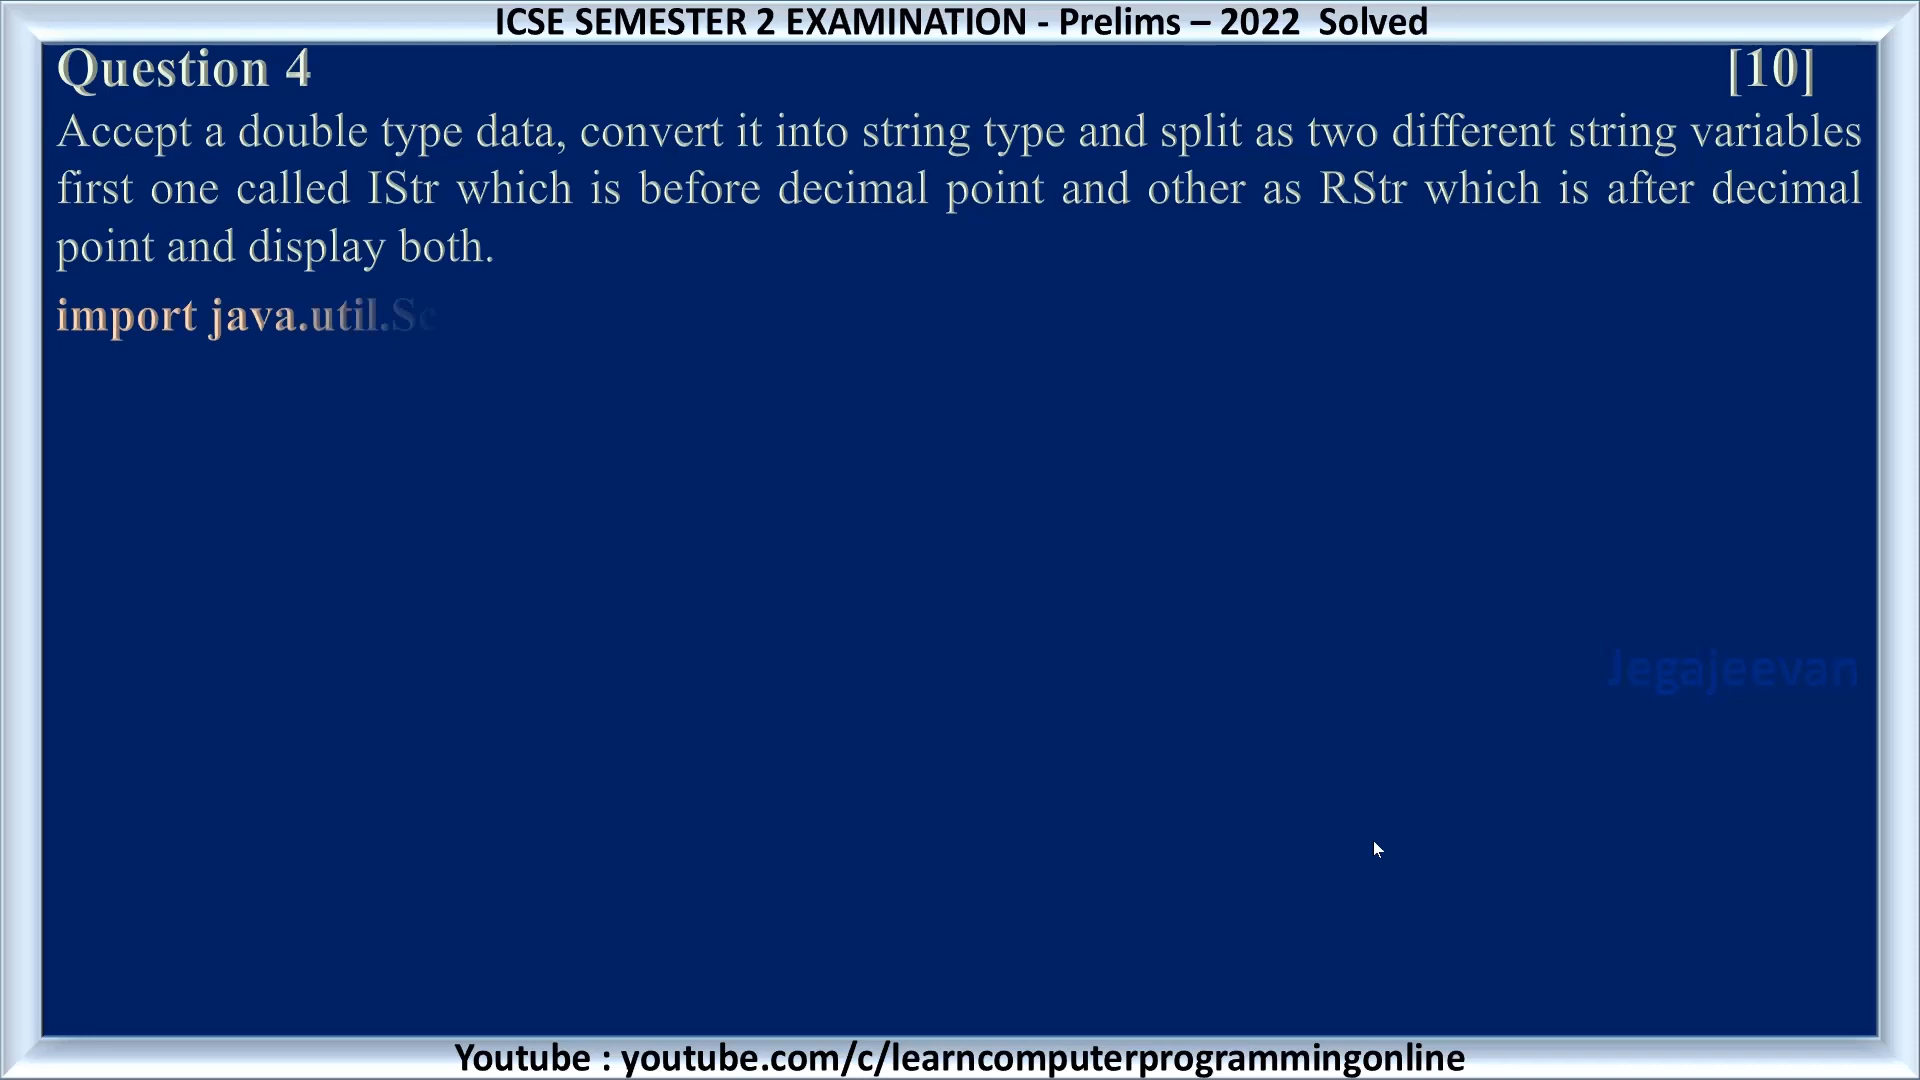 ICSE SEMESTER 2 EXAMINATION - Prelims – 2022 Solved
Question 4 [10]
Accept a double type data, convert it into string type and split as two different string variables
first one called IStr which is before decimal point and other as RStr which is after decimal
point and display both.
import java.util.Sc
Jegajeevan
Youtube : youtube.com/c/learncomputerprogrammingonline